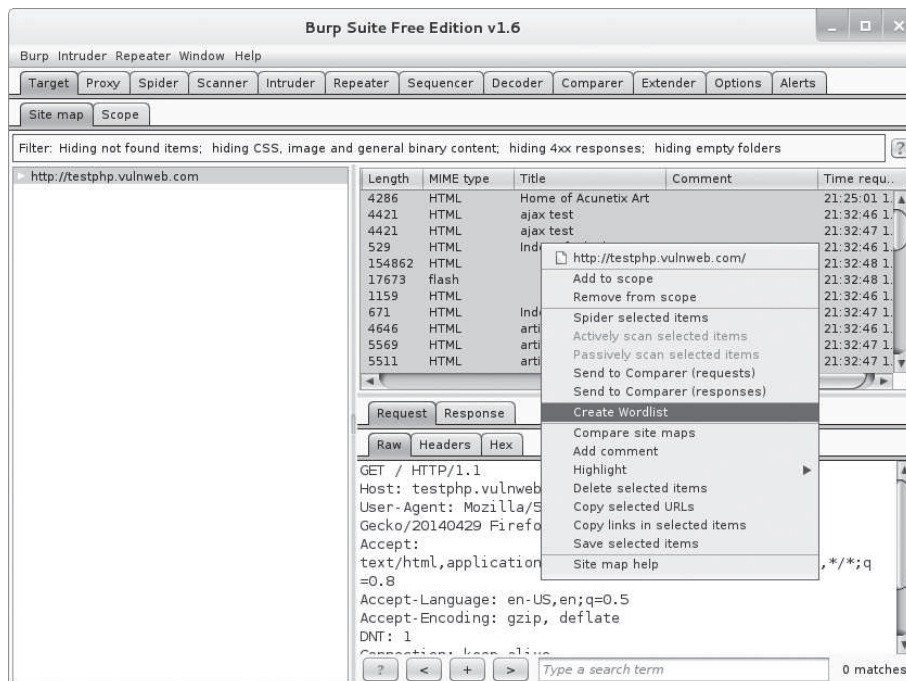 Burp Suite Free Edition v1.6
Burp Intruder Repeater Window Help
Target Proxy Spider Scanner Intruder Repeater Sequencer Decoder Comparer Extender Options Alerts
Site map Scope
Filter: Hiding not found items; hiding CSS, image and general binary content; hiding 4xx responses; hiding empty folders ?
http://testphp.vulnweb.com
Length MIME type Title Comment Time requ..
4286 HTML Home of Acunetix Art 21:25:01 1.
4421 HTML ajax test 21:32:46 1.
4421 HTML ajax test 21:32:47 1.
529 HTML 21:32:46 1.
154862 HTML 21:32:48 1.
17673 flash 21:32:48 1.
1159 HTML 21:32:46 1.
671 HTML Ind 21:32:47 1.
4646 HTML arti 21:32:46 1.
5569 HTML arti 21:32:47 1.
5511 HTML arti 21:32:47 1.
http://testphp.vulnweb.com/
Add to scope
Remove from scope
Spider selected items
Actively scan selected items
Passively scan selected items
Send to Comparer (requests)
Send to Comparer (responses)
Create Wordlist
Compare site maps
Add comment
Highlight
Delete selected items
Copy selected URLs
Copy links in selected items
Save selected items
Site map help
Request Response
Raw Headers Hex
GET / HTTP/1.1
Host: testphp.vulnweb
User-Agent: Mozilla/5
Gecko/20140429 Firefo
Accept:
text/html,application ,*/*;q
=0.8
Accept-Language: en-US,en;q=0.5
Accept-Encoding: gzip, deflate
DNT: 1
Connection: keep-alive
? < + > Type a search term 0 matches